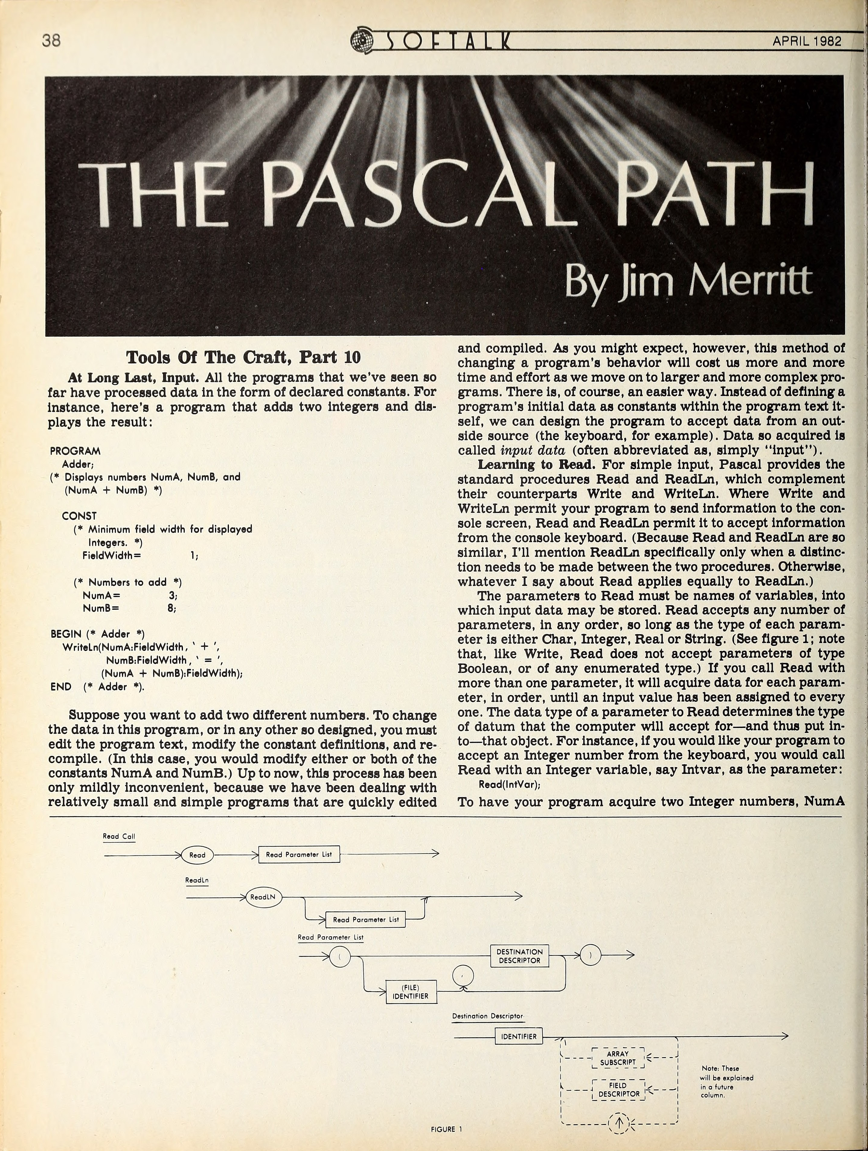 38
SOFTALK
APRIL 1982
THE PASCAL PATH
By Jim Merritt
Tools Of The Craft, Part 10
At Long Last, Input. All the programs that we've seen so
far have processed data in the form of declared constants. For
instance, here's a program that adds two integers and dis-
plays the result:
PROGRAM
Adder;
(* Displays numbers NumA, NumB, and
(NumA + NumB) *)
CONST
(* Minimum field width for displayed
Integers. *)
FieldWidth= 1;
(* Numbers to add *)
NumA= 3;
NumB= 8;
BEGIN (* Adder *)
WriteLn(NumA:FieldWidth, ' + ',
NumB:FieldWidth, ' = ',
(NumA + NumB):FieldWidth);
END (* Adder *).
Suppose you want to add two different numbers. To change
the data in this program, or in any other so designed, you must
edit the program text, modify the constant definitions, and re-
compile. (In this case, you would modify either or both of the
constants NumA and NumB.) Up to now, this process has been
only mildly inconvenient, because we have been dealing with
relatively small and simple programs that are quickly edited
and compiled. As you might expect, however, this method of
changing a program's behavior will cost us more and more
time and effort as we move on to larger and more complex pro-
grams. There is, of course, an easier way. Instead of defining a
program's initial data as constants within the program text it-
self, we can design the program to accept data from an out-
side source (the keyboard, for example). Data so acquired is
called input data (often abbreviated as, simply "input").
Learning to Read. For simple input, Pascal provides the
standard procedures Read and ReadLn, which complement
their counterparts Write and WriteLn. Where Write and
WriteLn permit your program to send information to the con-
sole screen, Read and ReadLn permit it to accept information
from the console keyboard. (Because Read and ReadLn are so
similar, I'll mention ReadLn specifically only when a distinc-
tion needs to be made between the two procedures. Otherwise,
whatever I say about Read applies equally to ReadLn.)
The parameters to Read must be names of variables, into
which input data may be stored. Read accepts any number of
parameters, in any order, so long as the type of each param-
eter is either Char, Integer, Real or String. (See figure 1; note
that, like Write, Read does not accept parameters of type
Boolean, or of any enumerated type.) If you call Read with
more than one parameter, it will acquire data for each param-
eter, in order, until an input value has been assigned to every
one. The data type of a parameter to Read determines the type
of datum that the computer will accept for—and thus put in-
to—that object. For instance, if you would like your program to
accept an Integer number from the keyboard, you would call
Read with an Integer variable, say Intvar, as the parameter:
Read(IntVar);
To have your program acquire two Integer numbers, NumA
Read Call
Read
Read Parameter List
ReadLn
ReadLN
Read Parameter List
Read Parameter List
(
DESTINATION
DESCRIPTOR
)
,
(FILE)
IDENTIFIER
Destination Descriptor
IDENTIFIER
ARRAY
SUBSCRIPT
FIELD
DESCRIPTOR
↑
Note: These
will be explained
in a future
column.
FIGURE 1